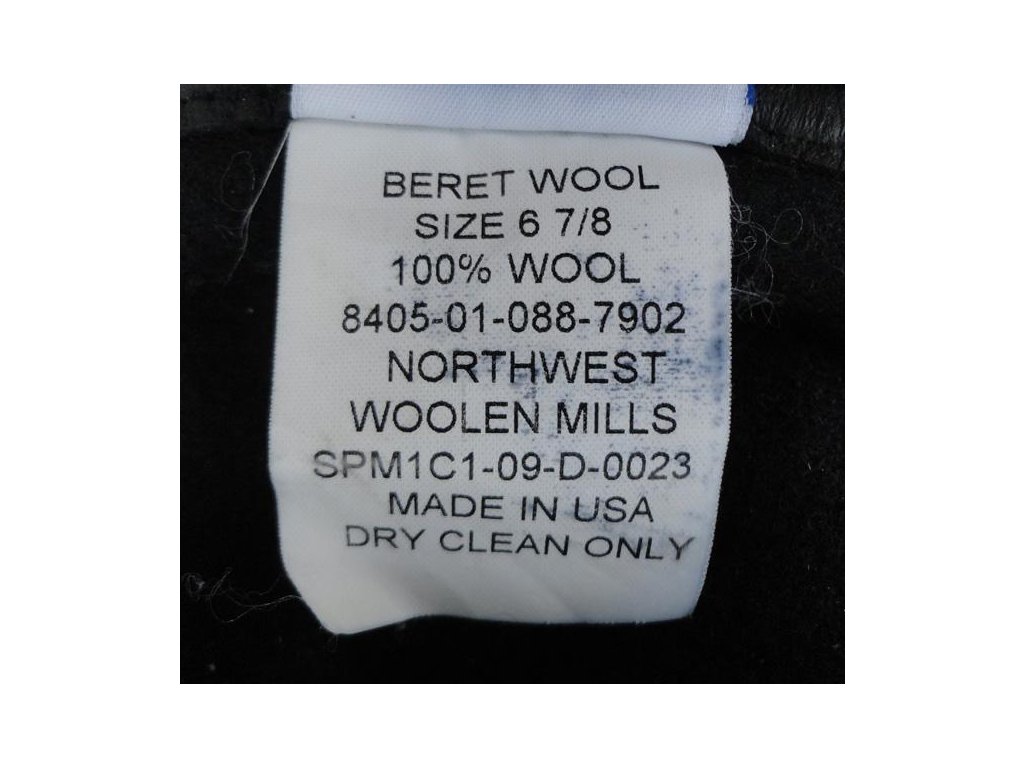 BERET WOOL
SIZE 6 7/8
100% WOOL
8405-01-088-7902
NORTHWEST
WOOLEN MILLS
SPM1C1-09-D-0023
MADE IN USA
DRY CLEAN ONLY